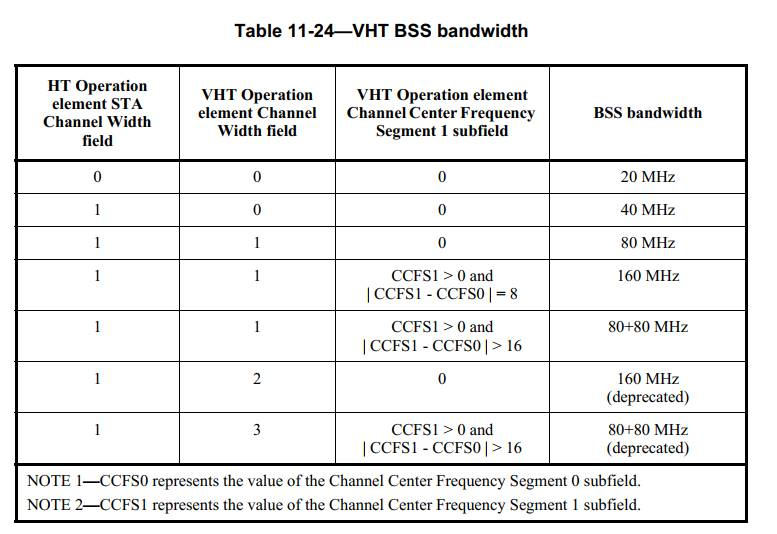 Table 11-24—VHT BSS bandwidth
HT Operation
element STA
Channel Width
field
VHT Operation
element Channel
Width field
VHT Operation element
Channel Center Frequency
Segment 1 subfield
BSS bandwidth
0 0 0 20 MHz
1 0 0 40 MHz
1 1 0 80 MHz
1 1 CCFS1 > 0 and 160 MHz
| CCFS1 - CCFS0 | = 8
1 1 CCFS1 > 0 and 80+80 MHz
| CCFS1 - CCFS0 | > 16
1 2 0 160 MHz
(deprecated)
1 3 CCFS1 > 0 and 80+80 MHz
| CCFS1 - CCFS0 | > 16 (deprecated)
NOTE 1—CCFS0 represents the value of the Channel Center Frequency Segment 0 subfield.
NOTE 2—CCFS1 represents the value of the Channel Center Frequency Segment 1 subfield.